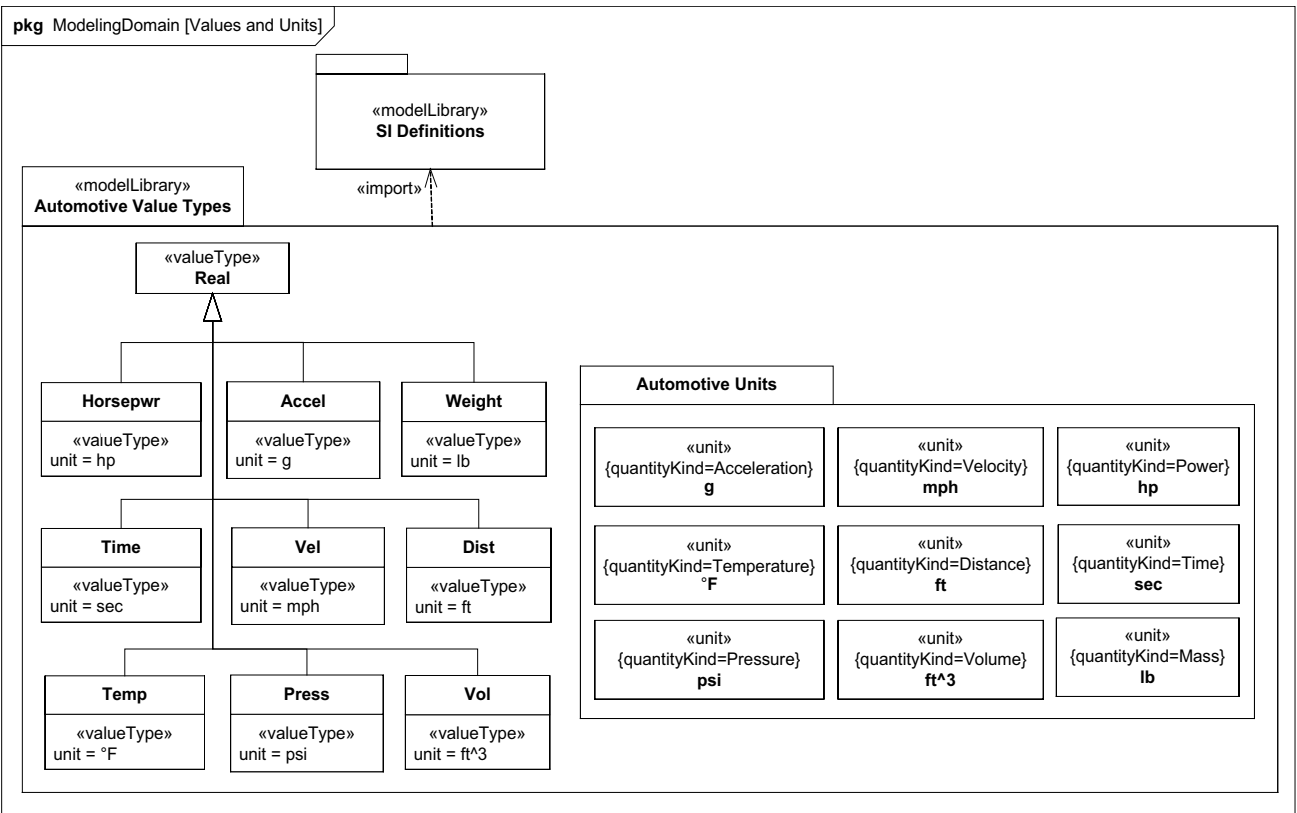 pkg ModelingDomain [Values and Units]
«modelLibrary»
SI Definitions
«import»
«modelLibrary»
Automotive Value Types
«valueType»
Real
Horsepwr
«valueType»
unit = hp
Accel
«valueType»
unit = g
Weight
«valueType»
unit = lb
Time
«valueType»
unit = sec
Vel
«valueType»
unit = mph
Dist
«valueType»
unit = ft
Temp
«valueType»
unit = °F
Press
«valueType»
unit = psi
Vol
«valueType»
unit = ft^3
Automotive Units
«unit»
{quantityKind=Acceleration}
g
«unit»
{quantityKind=Velocity}
mph
«unit»
{quantityKind=Power}
hp
«unit»
{quantityKind=Temperature}
°F
«unit»
{quantityKind=Distance}
ft
«unit»
{quantityKind=Time}
sec
«unit»
{quantityKind=Pressure}
psi
«unit»
{quantityKind=Volume}
ft^3
«unit»
{quantityKind=Mass}
lb